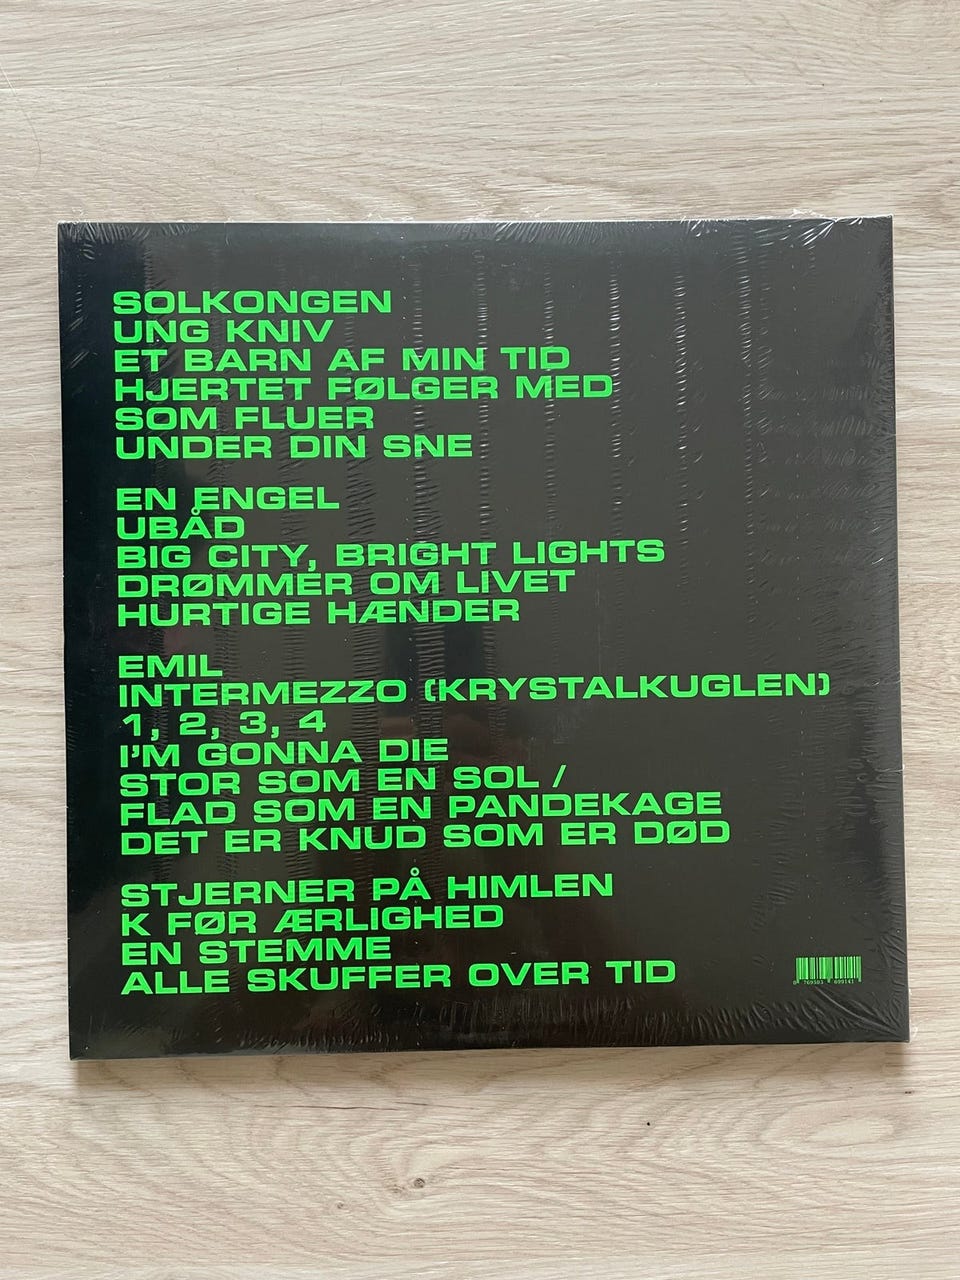 SOLKONGEN
UNG KNIV
ET BARN AF MIN TID
HJERTET FØLGER MED
SOM FLUER
UNDER DIN SNE
EN ENGEL
UBÅD
BIG CITY, BRIGHT LIGHTS
DRØMMER OM LIVET
HURTIGE HÆNDER
EMIL
INTERMEZZO (KRYSTALKUGLEN)
1, 2, 3, 4
I'M GONNA DIE
STOR SOM EN SOL /
FLAD SOM EN PANDEKAGE
DET ER KNUD SOM ER DØD
STJERNER PÅ HIMLEN
K FØR ÆRLIGHED
EN STEMME
ALLE SKUFFER OVER TID